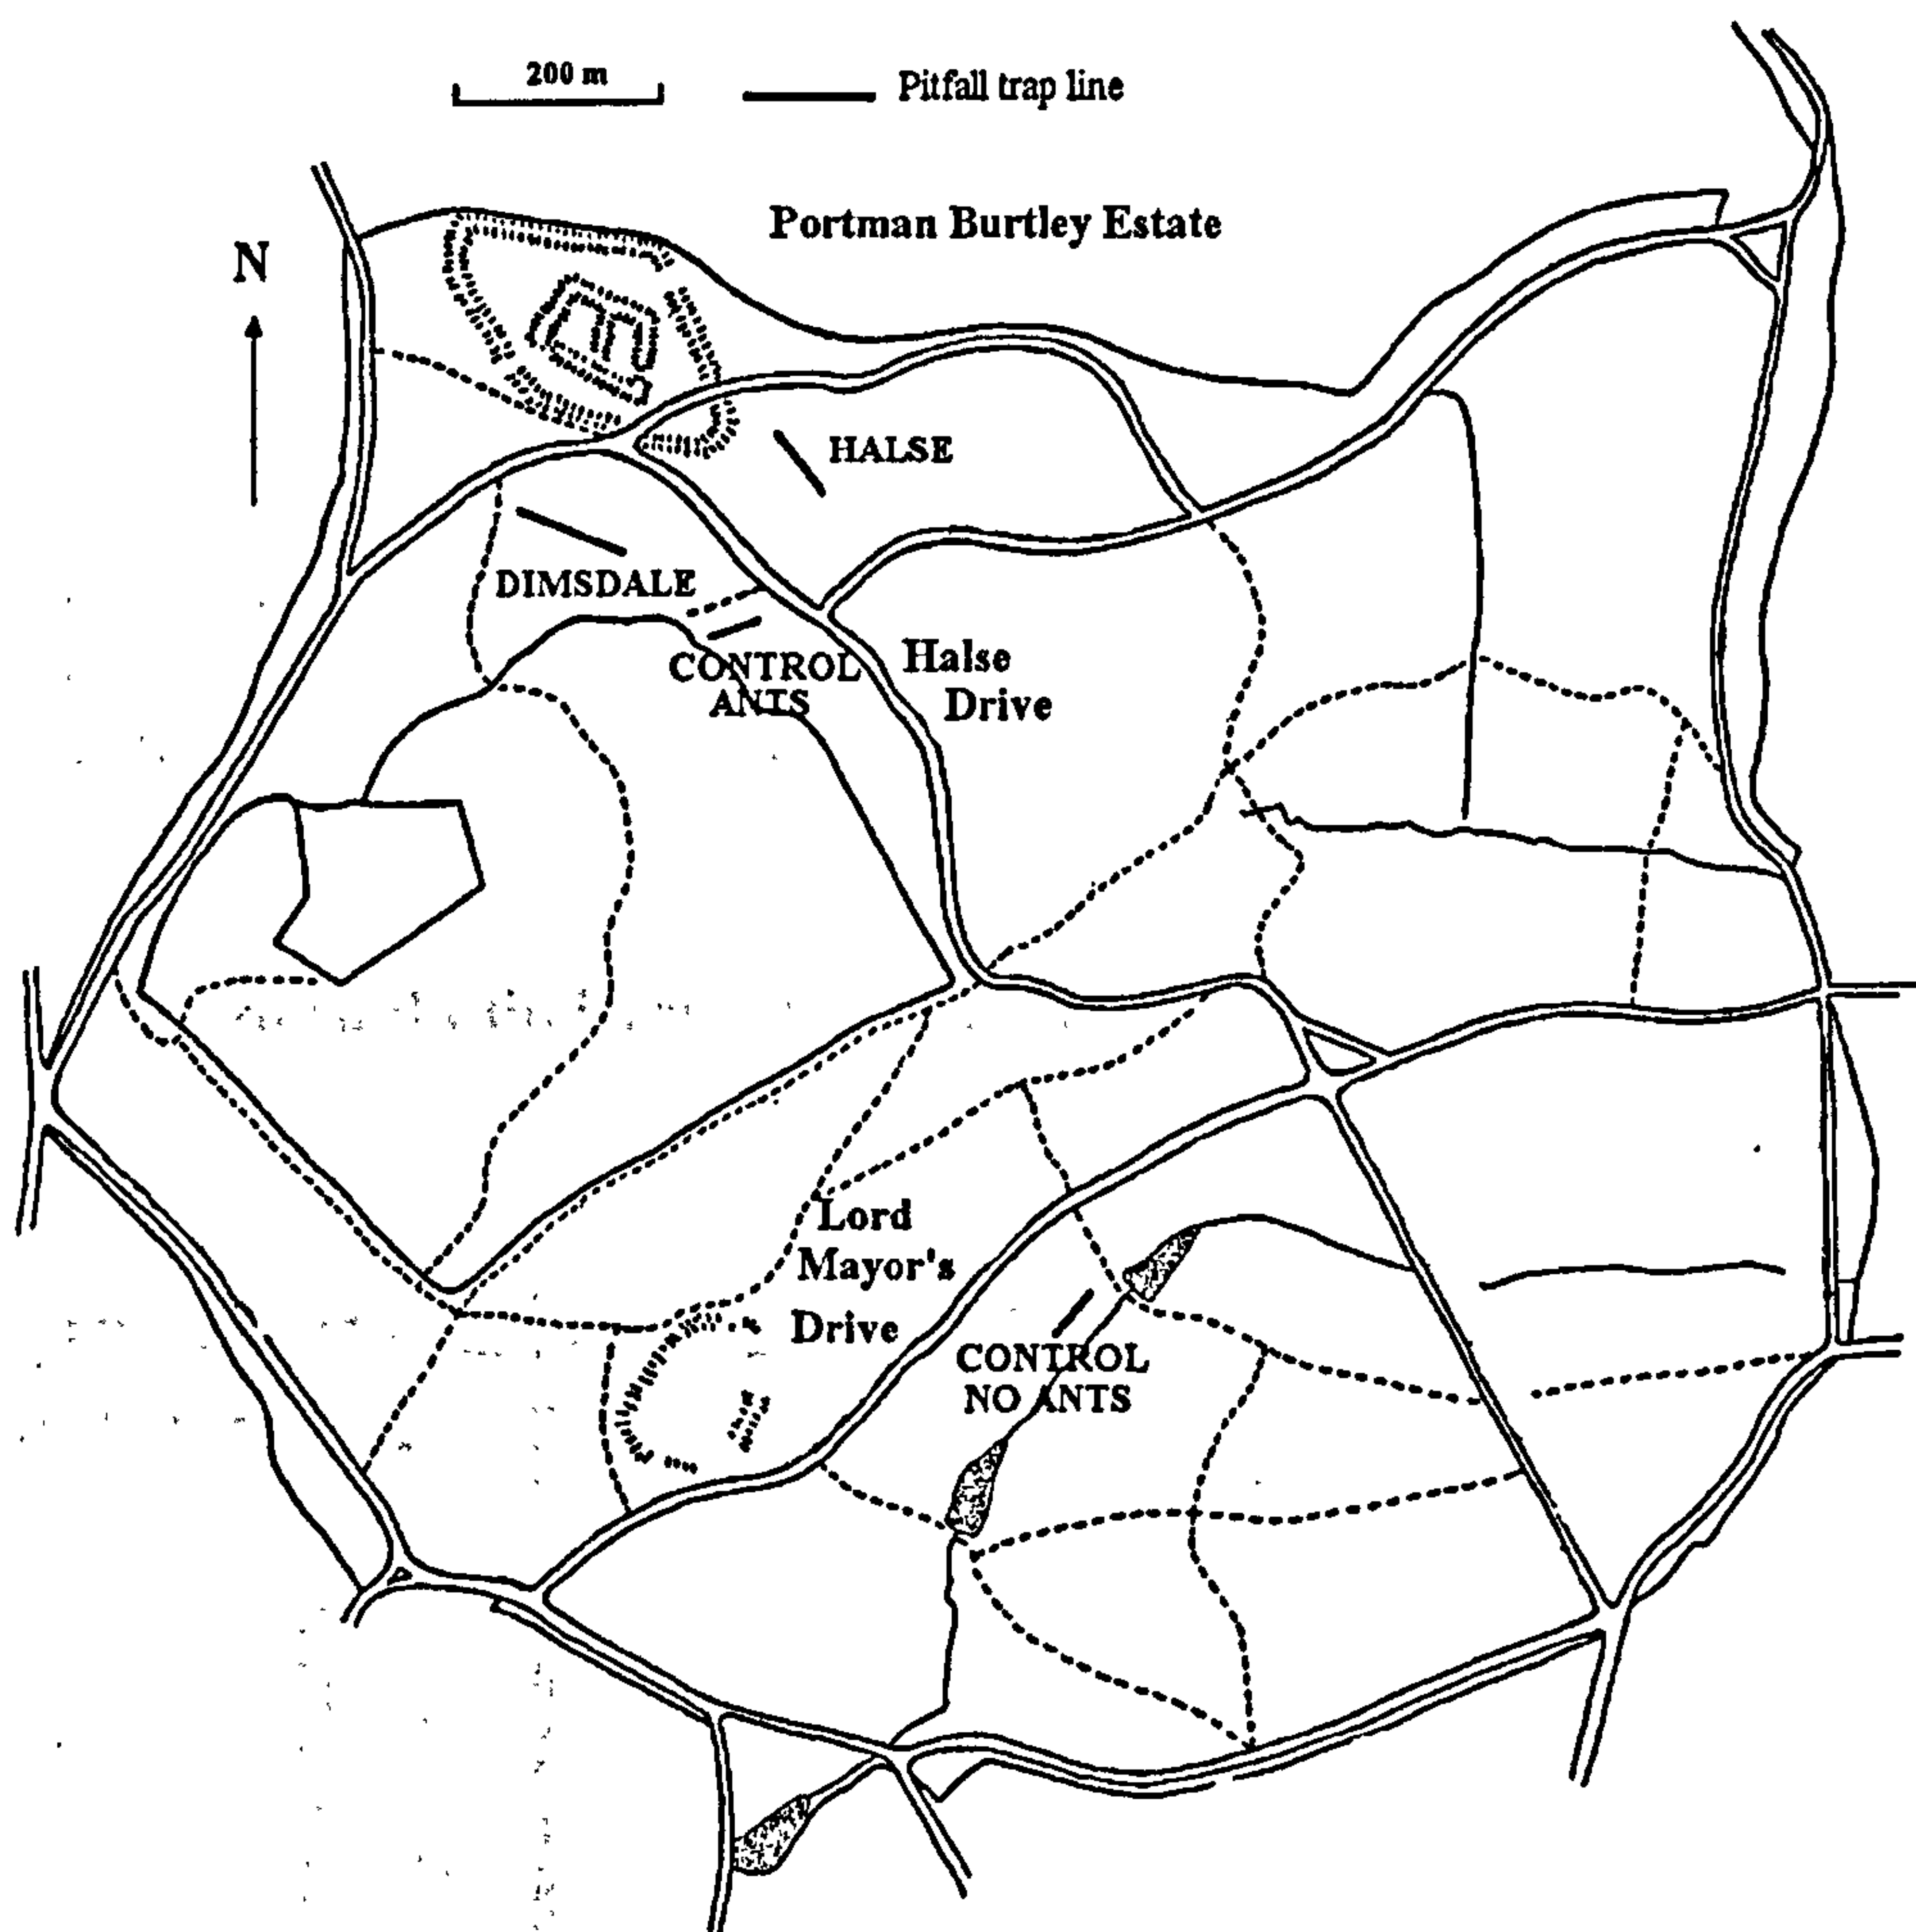 200 m
Pitfall trap line
Portman Burtley Estate
N
HALSE
DIMSDALE
CONTROL
ANTS
Halse
Drive
Lord
Mayor's
Drive
CONTROL
NO ANTS